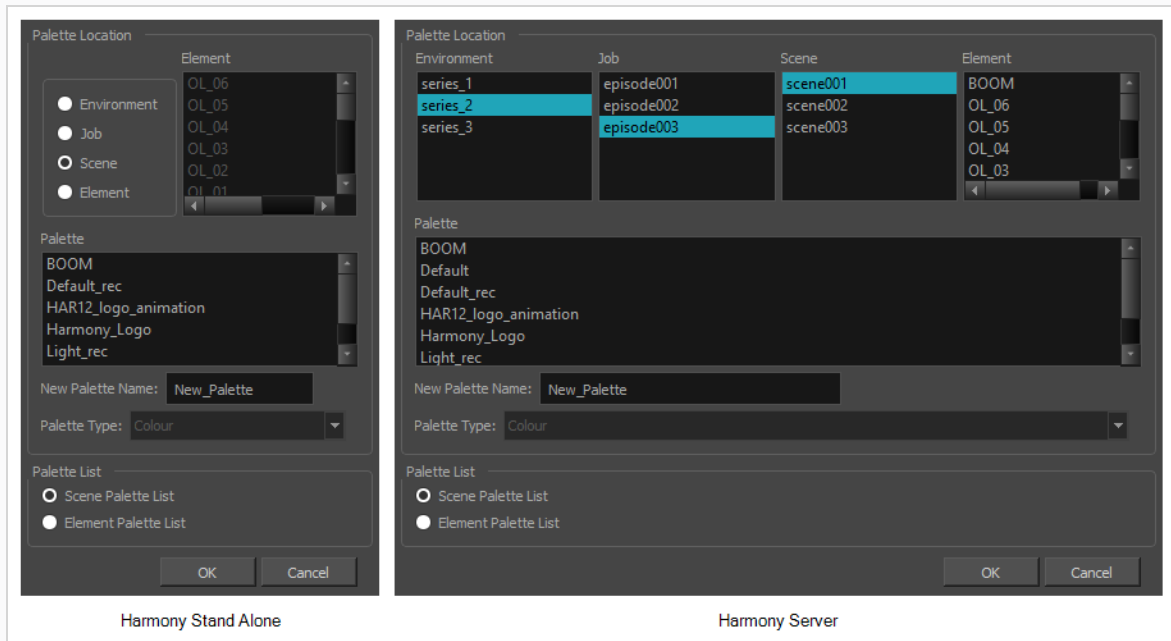 Palette Location
Element
Environment
Job
Scene
Element
OL_06
OL_05
OL_04
OL_03
OL_02
OL_01
Palette
BOOM
Default_rec
HAR12_logo_animation
Harmony_Logo
Light_rec
New Palette Name: New_Palette
Palette Type: Colour
Palette List
Scene Palette List
Element Palette List
OK Cancel
Harmony Stand Alone
Palette Location
Environment Job Scene Element
series_1 episode001 scene001 BOOM
series_2 episode002 scene002 OL_06
series_3 episode003 scene003 OL_05
OL_04
OL_03
Palette
BOOM
Default
Default_rec
HAR12_logo_animation
Harmony_Logo
Light_rec
New Palette Name: New_Palette
Palette Type: Colour
Palette List
Scene Palette List
Element Palette List
OK Cancel
Harmony Server